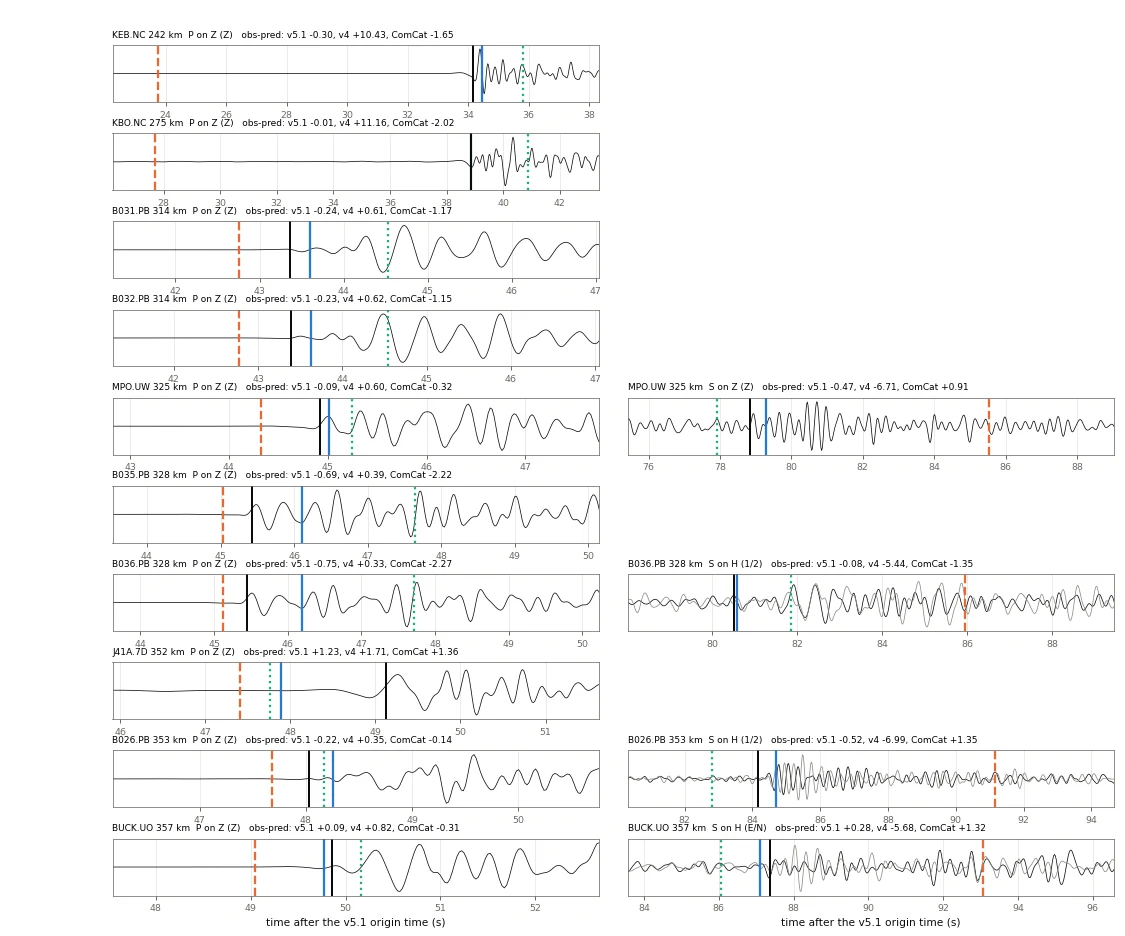 KEB.NC 242 km P on Z (Z) obs-pred: v5.1 -0.30, v4 +10.43, ComCat -1.65
24 26 28 30 32 34 36 38
KBO.NC 275 km P on Z (Z) obs-pred: v5.1 -0.01, v4 +11.16, ComCat -2.02
28 30 32 34 36 38 40 42
B031.PB 314 km P on Z (Z) obs-pred: v5.1 -0.24, v4 +0.61, ComCat -1.17
42 43 44 45 46 47
B032.PB 314 km P on Z (Z) obs-pred: v5.1 -0.23, v4 +0.62, ComCat -1.15
42 43 44 45 46 47
MPO.UW 325 km P on Z (Z) obs-pred: v5.1 -0.09, v4 +0.60, ComCat -0.32
43 44 45 46 47
MPO.UW 325 km S on Z (Z) obs-pred: v5.1 -0.47, v4 -6.71, ComCat +0.91
76 78 80 82 84 86 88
B035.PB 328 km P on Z (Z) obs-pred: v5.1 -0.69, v4 +0.39, ComCat -2.22
44 45 46 47 48 49 50
B036.PB 328 km P on Z (Z) obs-pred: v5.1 -0.75, v4 +0.33, ComCat -2.27
44 45 46 47 48 49 50
B036.PB 328 km S on H (1/2) obs-pred: v5.1 -0.08, v4 -5.44, ComCat -1.35
80 82 84 86 88
J41A.7D 352 km P on Z (Z) obs-pred: v5.1 +1.23, v4 +1.71, ComCat +1.36
46 47 48 49 50 51
B026.PB 353 km P on Z (Z) obs-pred: v5.1 -0.22, v4 +0.35, ComCat -0.14
47 48 49 50
B026.PB 353 km S on H (1/2) obs-pred: v5.1 -0.52, v4 -6.99, ComCat +1.35
82 84 86 88 90 92 94
BUCK.UO 357 km P on Z (Z) obs-pred: v5.1 +0.09, v4 +0.82, ComCat -0.31
48 49 50 51 52
time after the v5.1 origin time (s)
BUCK.UO 357 km S on H (E/N) obs-pred: v5.1 +0.28, v4 -5.68, ComCat +1.32
84 86 88 90 92 94 96
time after the v5.1 origin time (s)